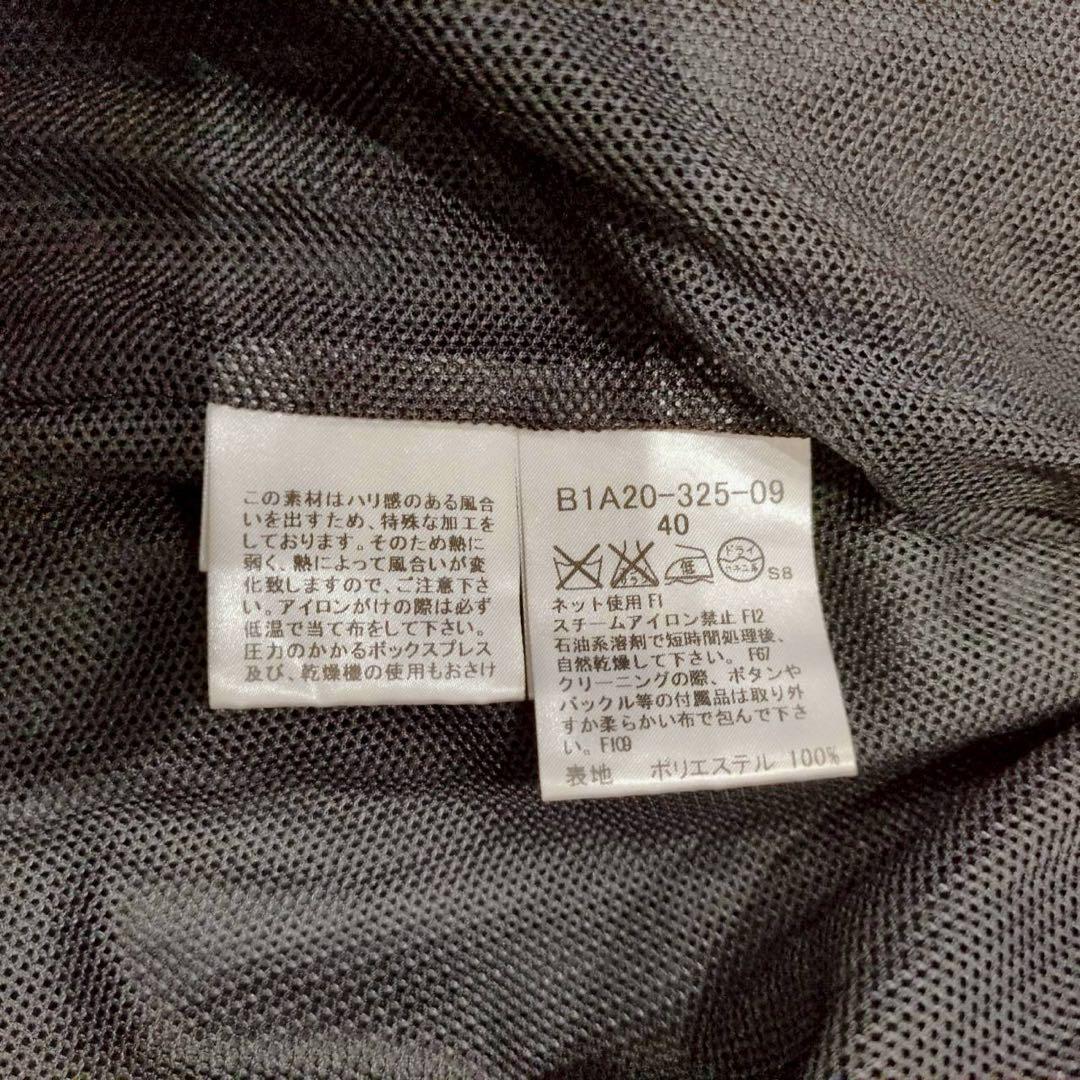 この素材はハリ感のある風合
いを出すため、特殊な加工を
しております。そのため熱に
弱く、熱によって風合いが変
化致しますので、ご注意下さ
い。アイロンがけの際は必ず
低温で当て布をして下さい。
圧力のかかるボックスプレス
及び、乾燥機の使用もおさけ
B1A20-325-09
40
エンソ
サラシ
低
ドライ
セキユ系
S8
ネット使用 F1
スチームアイロン禁止 F12
石油系溶剤で短時間処理後、
自然乾燥して下さい。 F67
クリーニングの際、ボタンや
バックル等の付属品は取り外
すか柔らかい布で包んで下さ
い。F109
表地 ポリエステル 100%